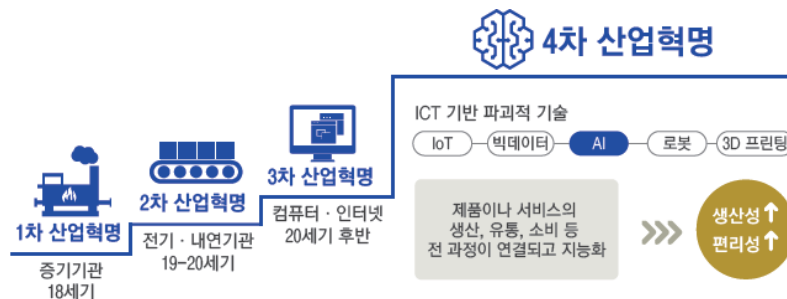 4차 산업혁명
ICT 기반 파괴적 기술
IoT 빅데이터 AI 로봇 3D 프린팅
제품이나 서비스의
생산, 유통, 소비 등
전 과정이 연결되고 지능화
생산성↑
편리성↑
3차 산업혁명
컴퓨터 · 인터넷
20세기 후반
2차 산업혁명
전기 · 내연기관
19-20세기
1차 산업혁명
증기기관
18세기